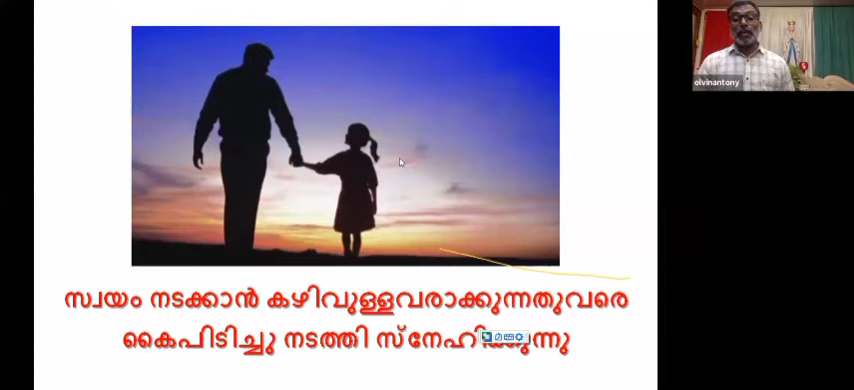 സ്വയം നടക്കാൻ കഴിവുള്ളവരാക്കുന്നതുവരെ
കൈപിടിച്ചു നടത്തി
olvinantony